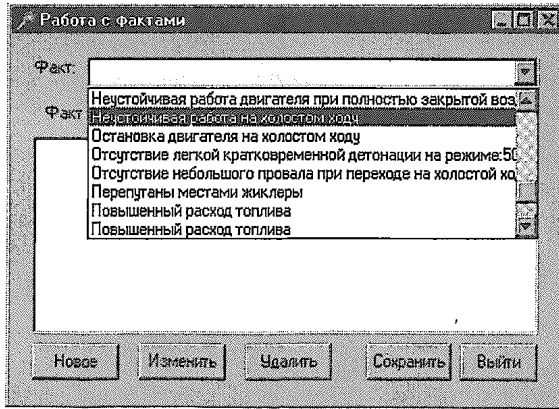 Работа с фактами
Факт:
Неустойчивая работа двигателя при полностью закрытой воз
Факт
Неустойчивая работа на холостом ходу
Остановка двигателя на холостом ходу
Отсутствие легкой кратковременной детонации на режиме:50
Отсутствие небольшого провала при переходе на холостой хо
Перепутаны местами жиклеры
Повышенный расход топлива
Повышенный расход топлива
Новое Изменить Удалить Сохранить Выйти